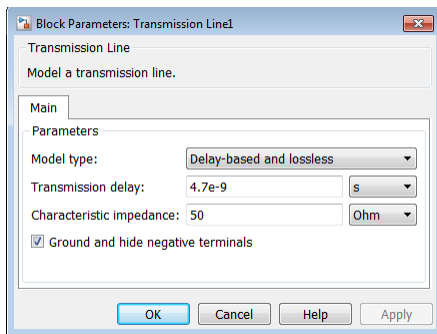 Block Parameters: Transmission Line1
Transmission Line
Model a transmission line.
Main
Parameters
Model type: Delay-based and lossless
Transmission delay: 4.7e-9 s
Characteristic impedance: 50 Ohm
Ground and hide negative terminals
OK Cancel Help Apply